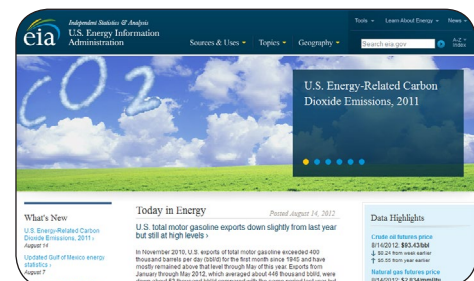 Tools Learn About Energy News
eia
Independent Statistics & Analysis
U.S. Energy Information
Administration
Sources & Uses Topics Geography
Search eia.gov
A-Z
Index
CO2
U.S. Energy-Related Carbon
Dioxide Emissions, 2011
What's New
U.S. Energy-Related Carbon
Dioxide Emissions, 2011 ›
August 14
Updated Gulf of Mexico energy
statistics ›
August 7
Today in Energy
Posted August 14, 2012
U.S. total motor gasoline exports down slightly from last year
but still at high levels ›
In November 2010, U.S. exports of total motor gasoline exceeded 400
thousand barrels per day (bbl/d) for the first month since 1945 and have
mostly remained above that level through May of this year. Exports from
January through May 2012, which averaged about 446 thousand bbl/d, were
Data Highlights
Crude oil futures price
8/14/2012: $93.43/bbl
↓ $0.24 from week earlier
↑ $5.55 from year earlier
Natural gas futures price